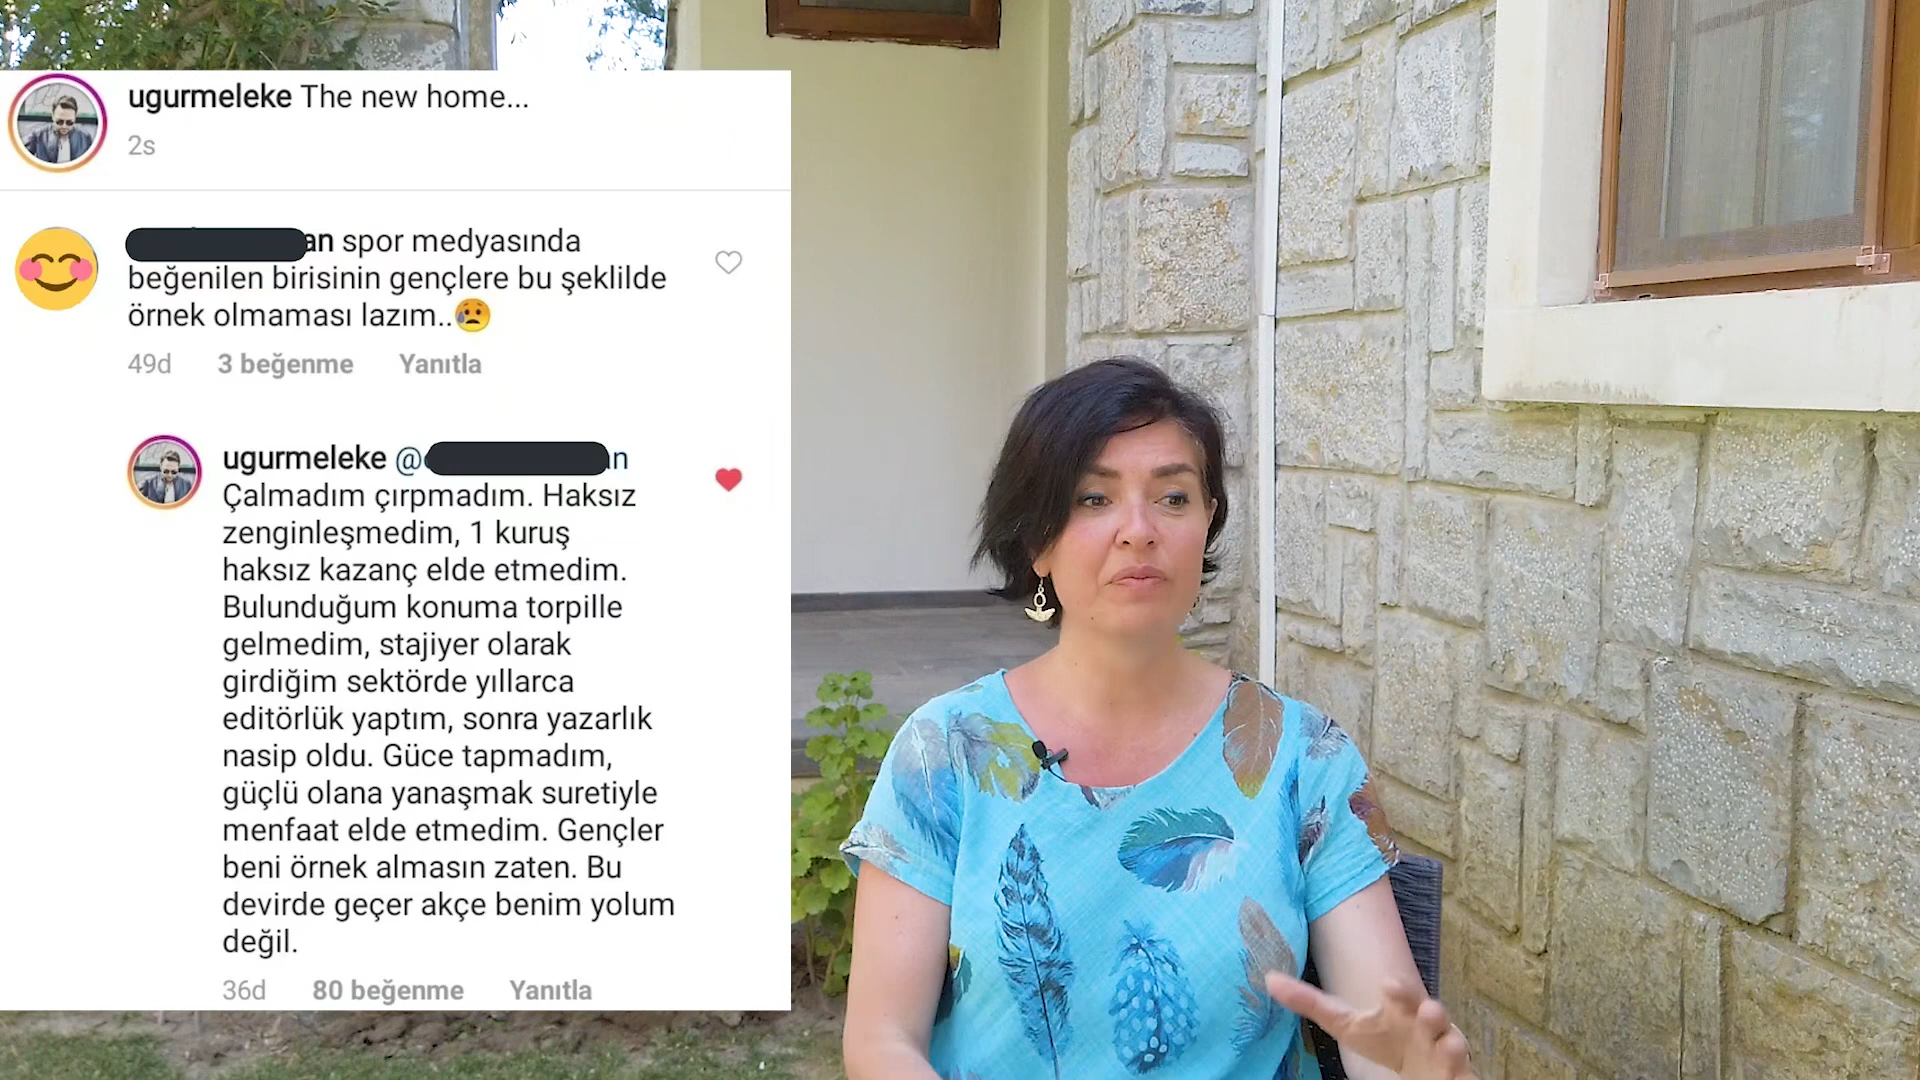 ugurmeleke The new home...
2s
an spor medyasında
beğenilen birisinin gençlere bu şeklilde
örnek olmaması lazım..😥
49d 3 beğenme Yanıtla
ugurmeleke @ n
Çalmadım çırpmadım. Haksız
zenginleşmedim, 1 kuruş
haksız kazanç elde etmedim.
Bulunduğum konuma torpille
gelmedim, stajiyer olarak
girdiğim sektörde yıllarca
editörlük yaptım, sonra yazarlık
nasip oldu. Güce tapmadım,
güçlü olana yanaşmak suretiyle
menfaat elde etmedim. Gençler
beni örnek almasın zaten. Bu
devirde geçer akçe benim yolum
değil.
36d 80 beğenme Yanıtla